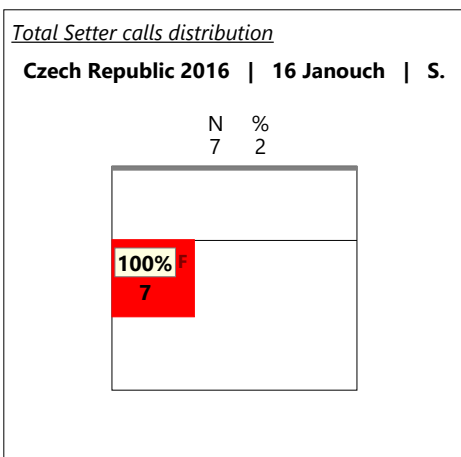 Total Setter calls distribution
Czech Republic 2016 | 16 Janouch | S.
N %
7 2
100% F
7